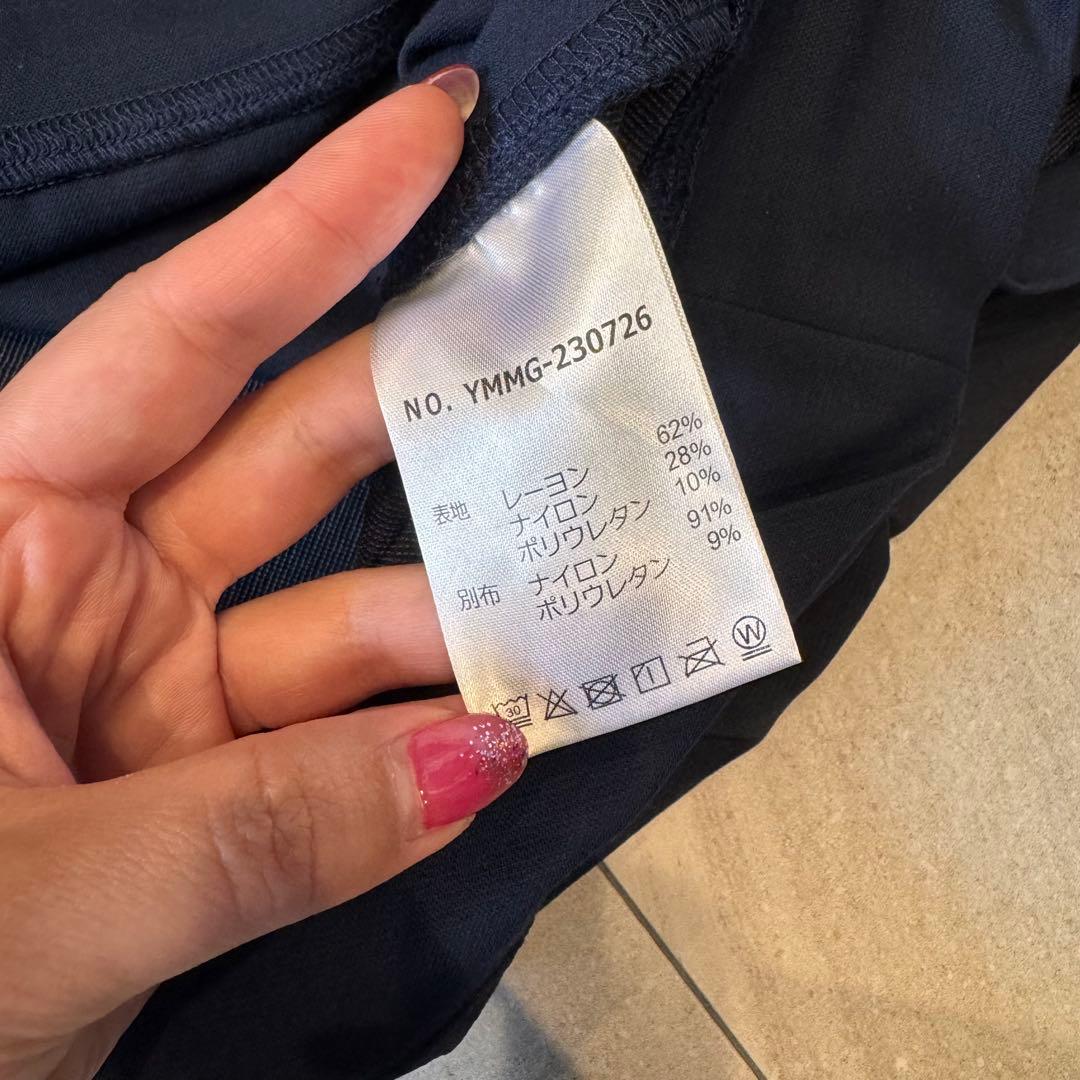 NO. YMMG-230726
表地 レーヨン 62%
ナイロン 28%
ポリウレタン 10%
別布 ナイロン 91%
ポリウレタン 9%
30
W